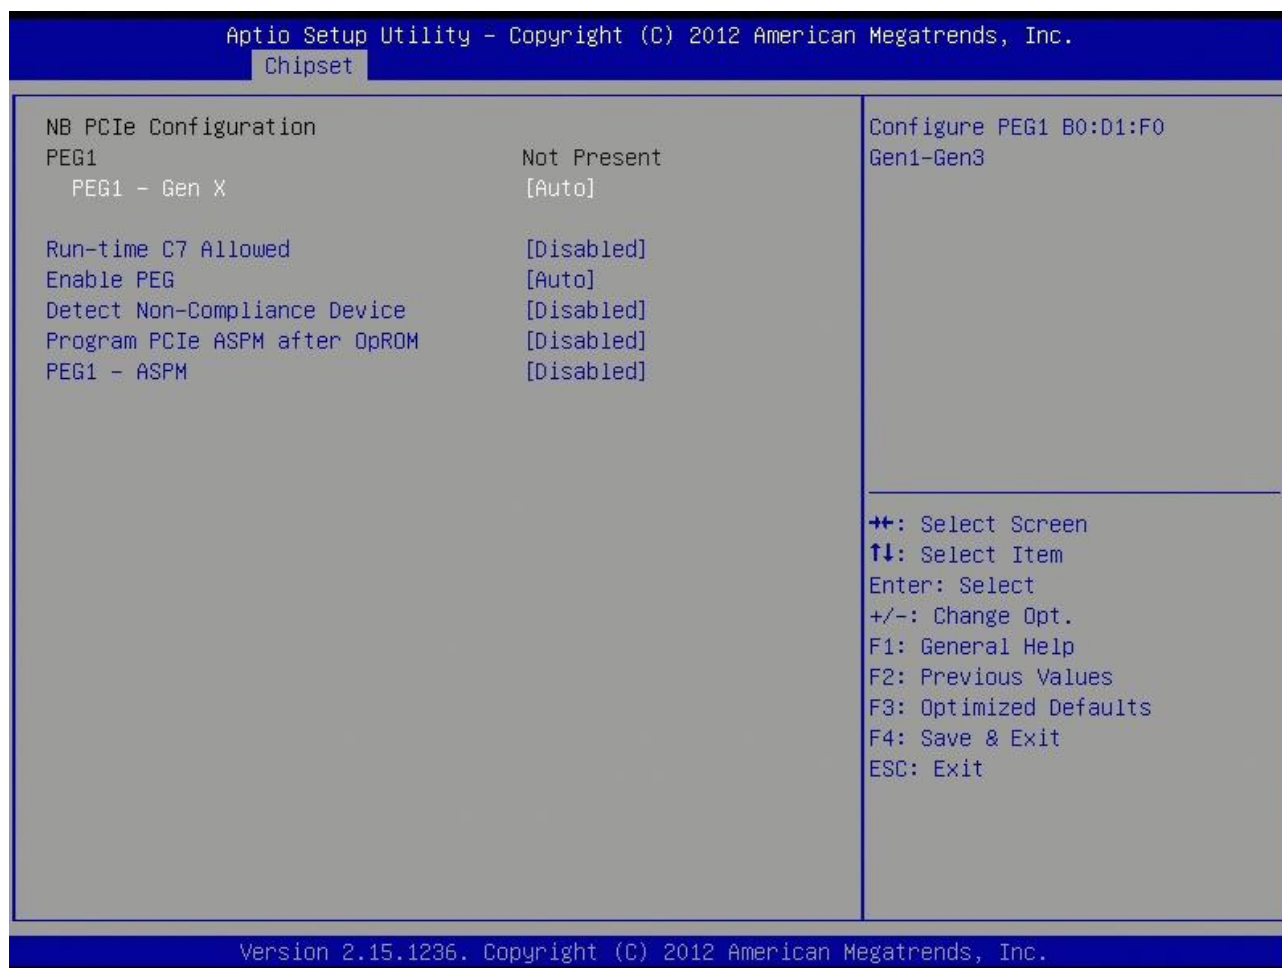 Aptio Setup Utility – Copyright (C) 2012 American Megatrends, Inc.
Chipset
NB PCIe Configuration
PEG1 Not Present
PEG1 – Gen X [Auto]
Run-time C7 Allowed [Disabled]
Enable PEG [Auto]
Detect Non-Compliance Device [Disabled]
Program PCIe ASPM after OpROM [Disabled]
PEG1 – ASPM [Disabled]
Configure PEG1 B0:D1:F0
Gen1-Gen3
→←: Select Screen
↑↓: Select Item
Enter: Select
+/-: Change Opt.
F1: General Help
F2: Previous Values
F3: Optimized Defaults
F4: Save & Exit
ESC: Exit
Version 2.15.1236. Copyright (C) 2012 American Megatrends, Inc.